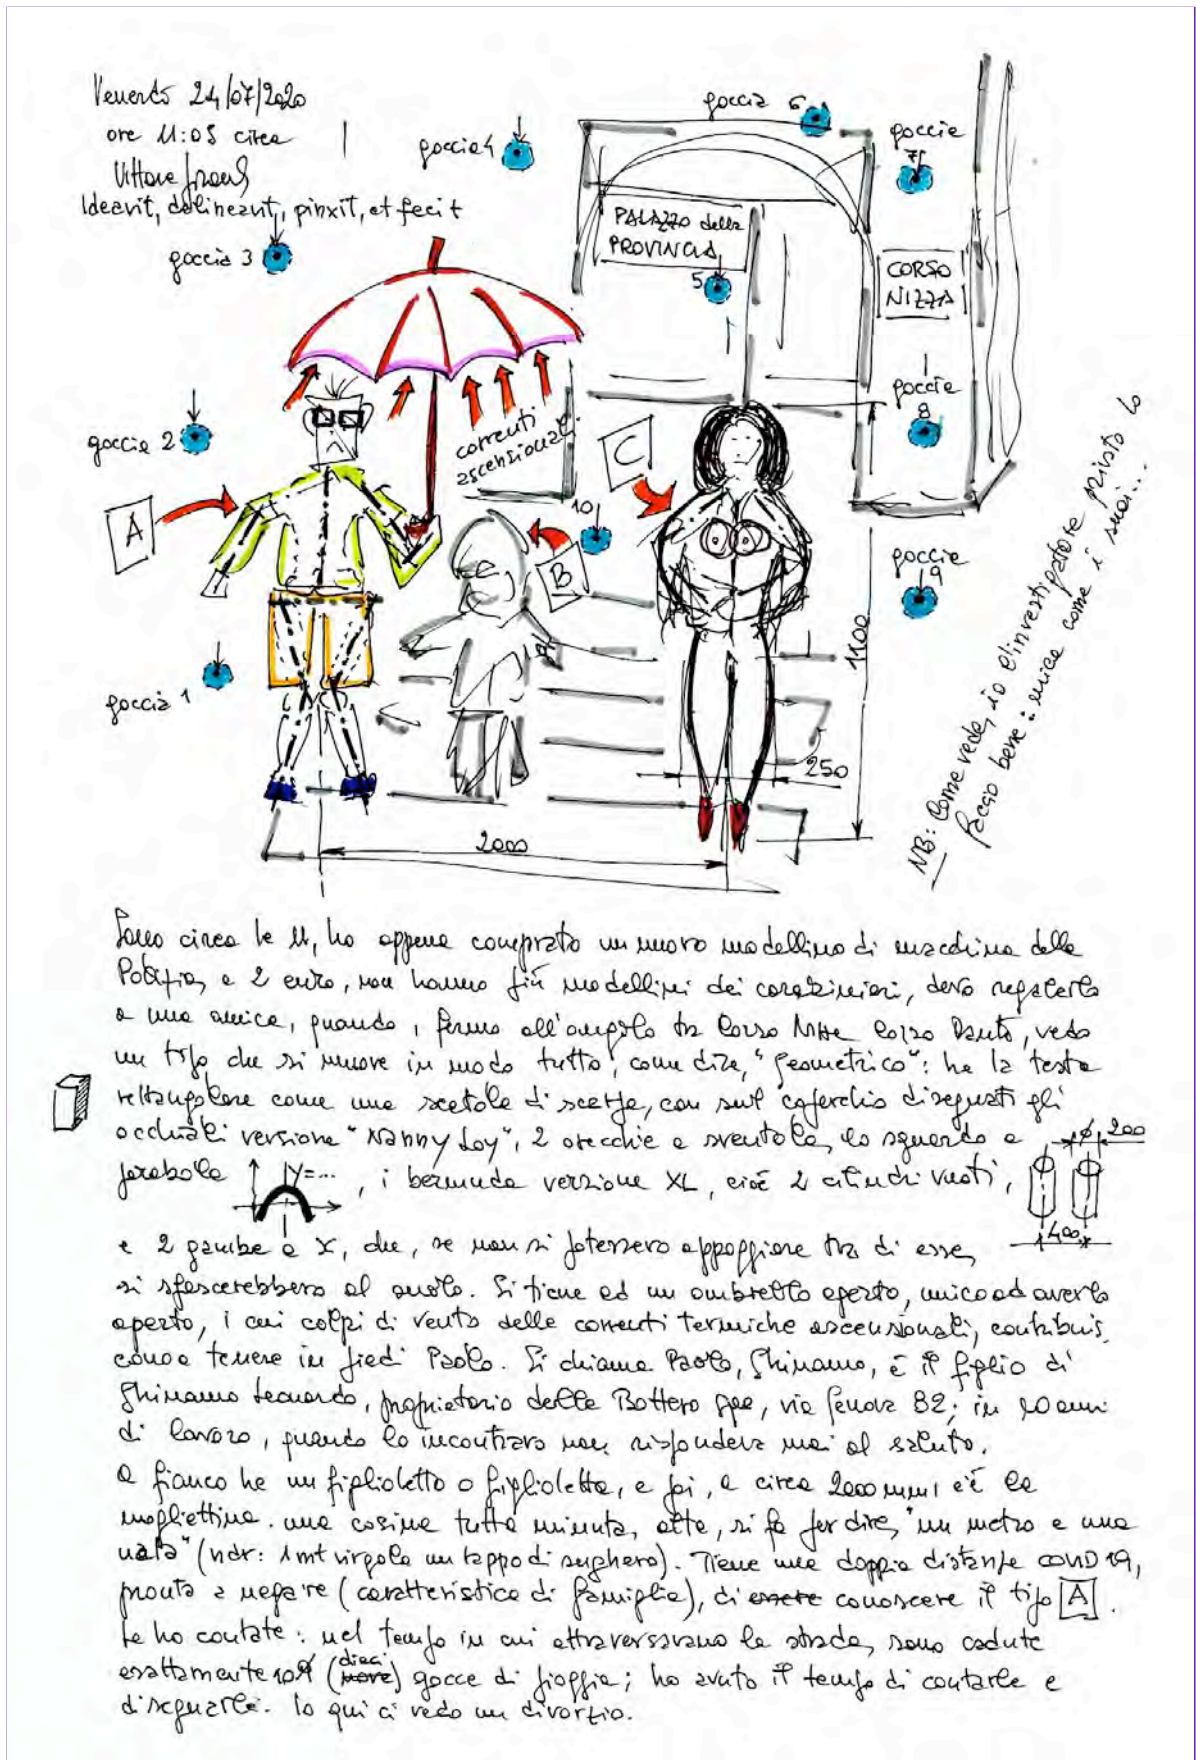 Venerdì 24/07/2020
ore 11:05 circa
Vittore
Ideavit, delineavit, pinxit, et fecit
goccia 3
goccia 4
goccia 6
goccia
7
PALAZZO della
PROVINCIA
5
CORSO
NIZZA
goccia 2
A
correnti
ascensionali
C
goccia
8
10
B
goccia
9
goccia 1
1100
250
2000
NB: Come vede, io l'investigatore privato lo
faccio bene: mica come i suoi...
Sono circa le 11, ho appena comprato un nuovo modellino di macchina della
Polizia, a 2 euro, non hanno più modellini dei carabinieri, devo regalarlo
a una amica, quando, fermo all'angolo tra Corso Nizza Corso Dante, vedo
un tipo che si muove in modo tutto, come dire, "geometrico": ha la testa
rettangolare come una scatola di scarpe, con sul coperchio disegnati gli
occhiali versione "Nanny Loy", 2 orecchie a sventola, lo sguardo a
parabola y=... , i bermuda versione XL, cioè 2 cilindri vuoti,
ø 200
400
e 2 gambe a X, che, se non si potessero appoggiare tra di esse,
si sfascerebbero al suolo. Si tiene ad un ombrello aperto, unico ad averlo
aperto, i cui colpi di vento delle correnti termiche ascensionali, contribuis,
cono a tenere in piedi Paolo. Si chiama Paolo, Ghinamo, è il figlio di
Ghinamo Leonardo, proprietario della Bottero spa, via Genova 82; in 20 anni
di lavoro, quando lo incontravo non rispondeva mai al saluto.
A fianco ha un figlioletto o figlioletta, e poi, a circa 2000 mm, c'è la
mogliettina. una cosina tutta minuta, alta, si fa per dire, "un metro e una
nata" (ndr: 1mt virgola un tappo di sughero). Tiene una doppia distanza COVID 19,
pronta a negare (caratteristica di famiglia), di essere conoscere il tipo A.
Le ho contate: nel tempo in cui attraversavano la strada, sono cadute
esattamente 10 (nove) dieci gocce di pioggia; ho avuto il tempo di contarle e
disegnarle. Io qui ci vedo un divorzio.